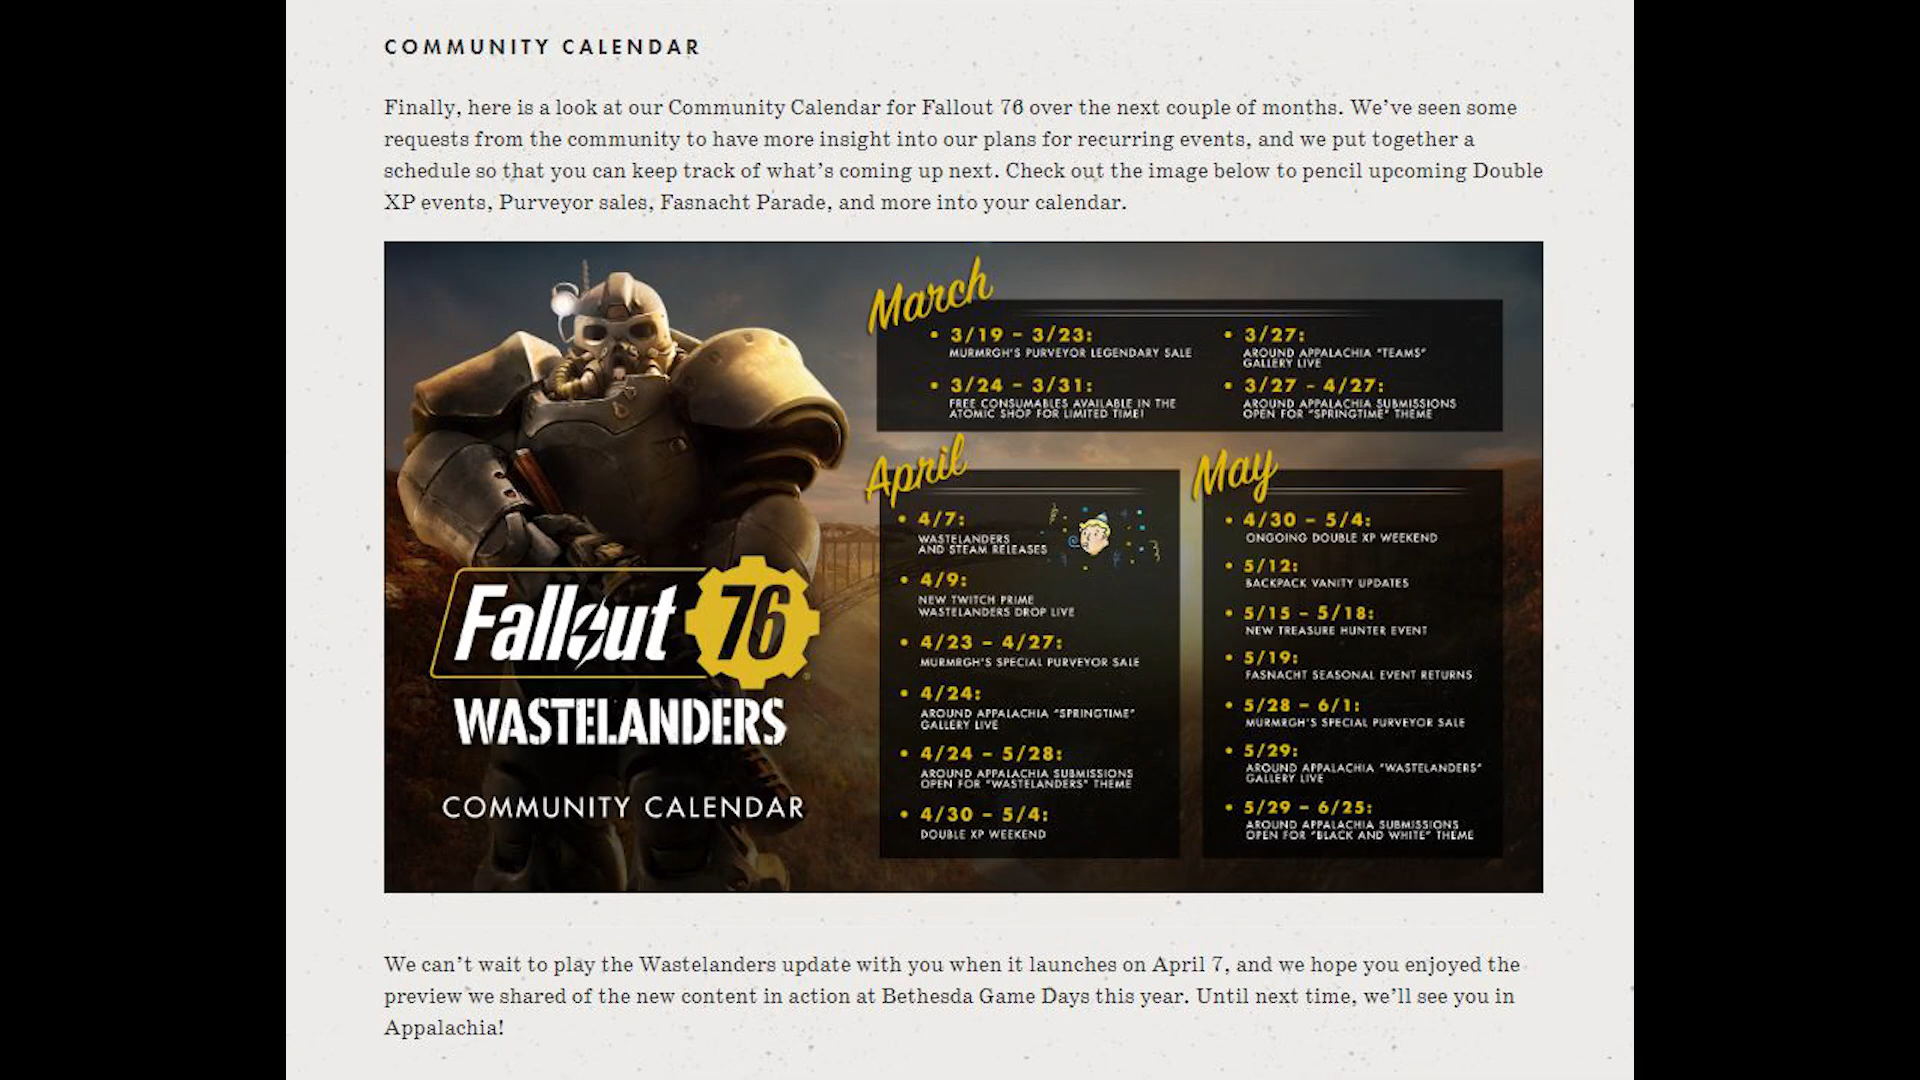 COMMUNITY CALENDAR
Finally, here is a look at our Community Calendar for Fallout 76 over the next couple of months. We've seen some
requests from the community to have more insight into our plans for recurring events, and we put together a
schedule so that you can keep track of what's coming up next. Check out the image below to pencil upcoming Double
XP events, Purveyor sales, Fasnacht Parade, and more into your calendar.
Fallout 76
WASTELANDERS
COMMUNITY CALENDAR
March
• 3/19 – 3/23:
MURMRGH'S PURVEYOR LEGENDARY SALE
• 3/24 – 3/31:
FREE CONSUMABLES AVAILABLE IN THE
ATOMIC SHOP FOR LIMITED TIME!
• 3/27:
AROUND APPALACHIA "TEAMS"
GALLERY LIVE
• 3/27 – 4/27:
AROUND APPALACHIA SUBMISSIONS
OPEN FOR "SPRINGTIME" THEME
April
• 4/7:
WASTELANDERS
AND STEAM RELEASES
• 4/9:
NEW TWITCH PRIME
WASTELANDERS DROP LIVE
• 4/23 – 4/27:
MURMRGH'S SPECIAL PURVEYOR SALE
• 4/24:
AROUND APPALACHIA "SPRINGTIME"
GALLERY LIVE
• 4/24 – 5/28:
AROUND APPALACHIA SUBMISSIONS
OPEN FOR "WASTELANDERS" THEME
• 4/30 – 5/4:
DOUBLE XP WEEKEND
May
• 4/30 – 5/4:
ONGOING DOUBLE XP WEEKEND
• 5/12:
BACKPACK VANITY UPDATES
• 5/15 – 5/18:
NEW TREASURE HUNTER EVENT
• 5/19:
FASNACHT SEASONAL EVENT RETURNS
• 5/28 – 6/1:
MURMRGH'S SPECIAL PURVEYOR SALE
• 5/29:
AROUND APPALACHIA "WASTELANDERS"
GALLERY LIVE
• 5/29 – 6/25:
AROUND APPALACHIA SUBMISSIONS
OPEN FOR "BLACK AND WHITE" THEME
We can't wait to play the Wastelanders update with you when it launches on April 7, and we hope you enjoyed the
preview we shared of the new content in action at Bethesda Game Days this year. Until next time, we'll see you in
Appalachia!